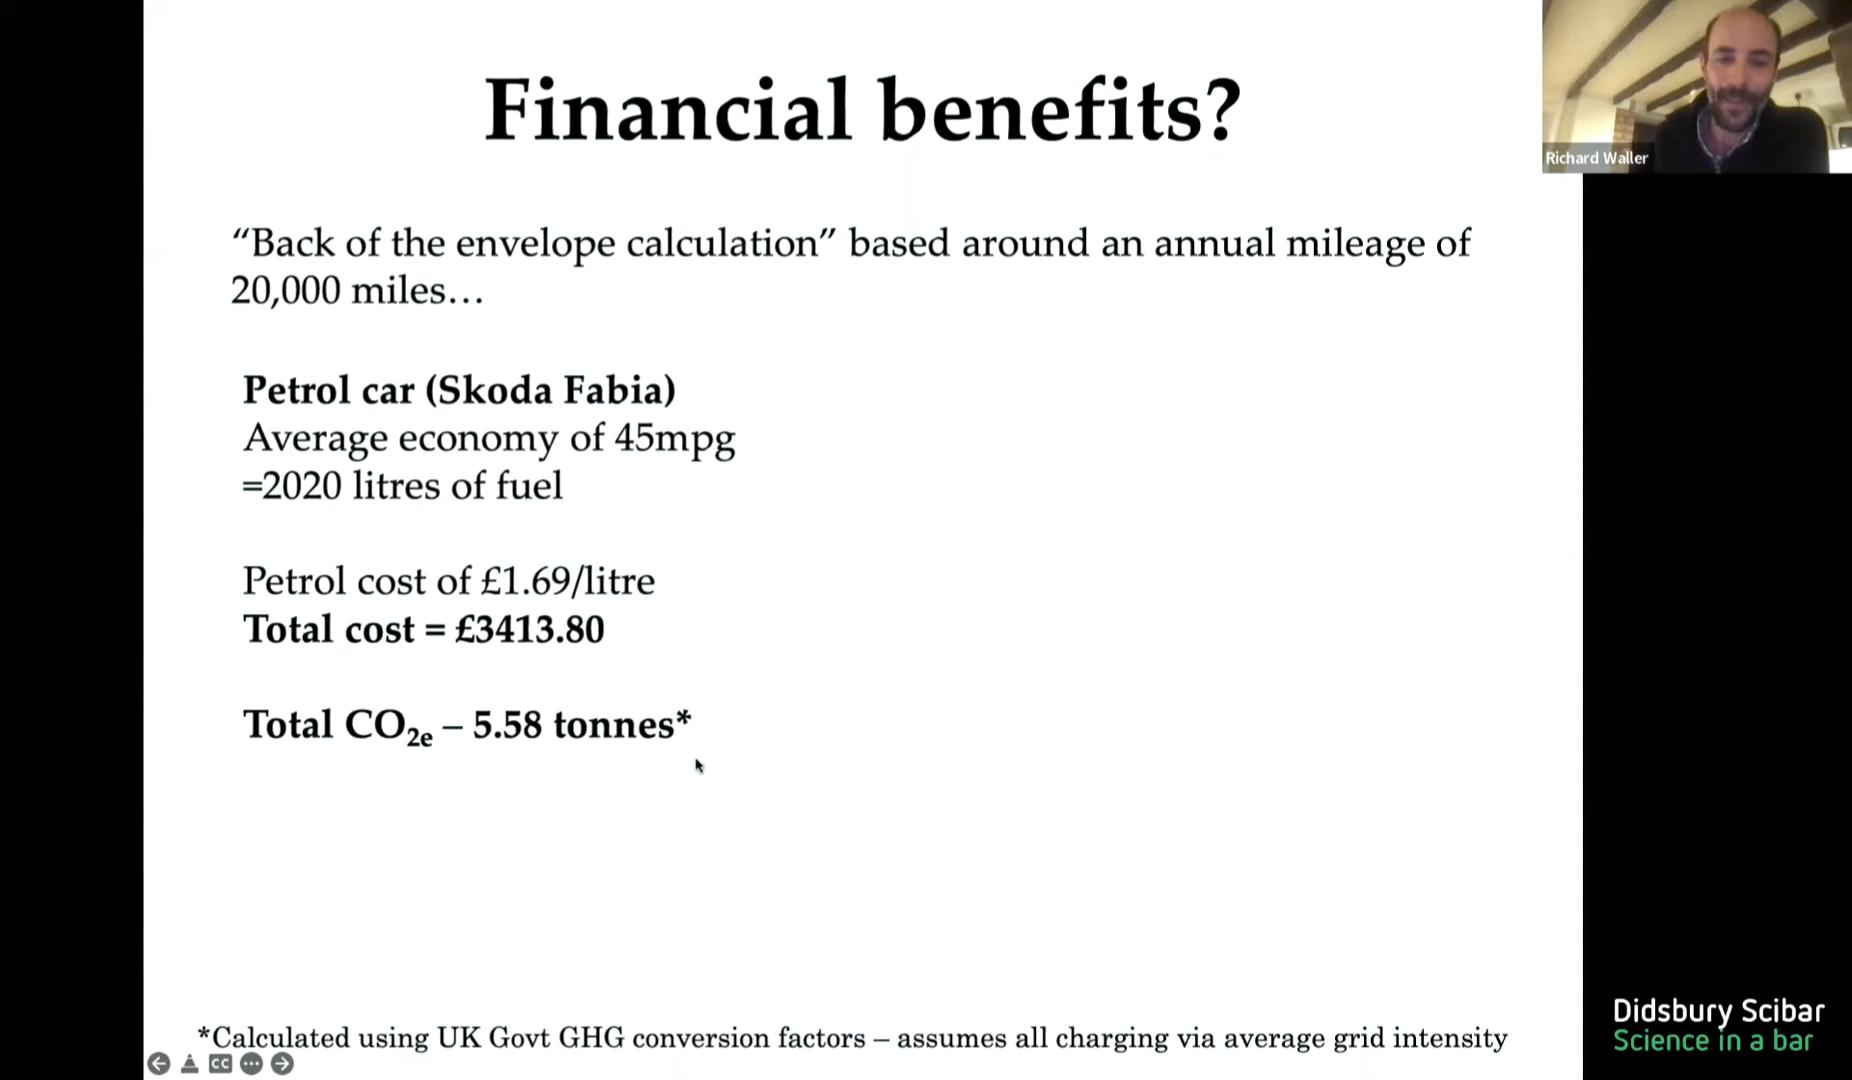 Financial benefits?
Richard Waller
“Back of the envelope calculation” based around an annual mileage of
20,000 miles…
Petrol car (Skoda Fabia)
Average economy of 45mpg
=2020 litres of fuel
Petrol cost of £1.69/litre
Total cost = £3413.80
Total CO2e – 5.58 tonnes*
*Calculated using UK Govt GHG conversion factors – assumes all charging via average grid intensity
CC
Didsbury Scibar
Science in a bar